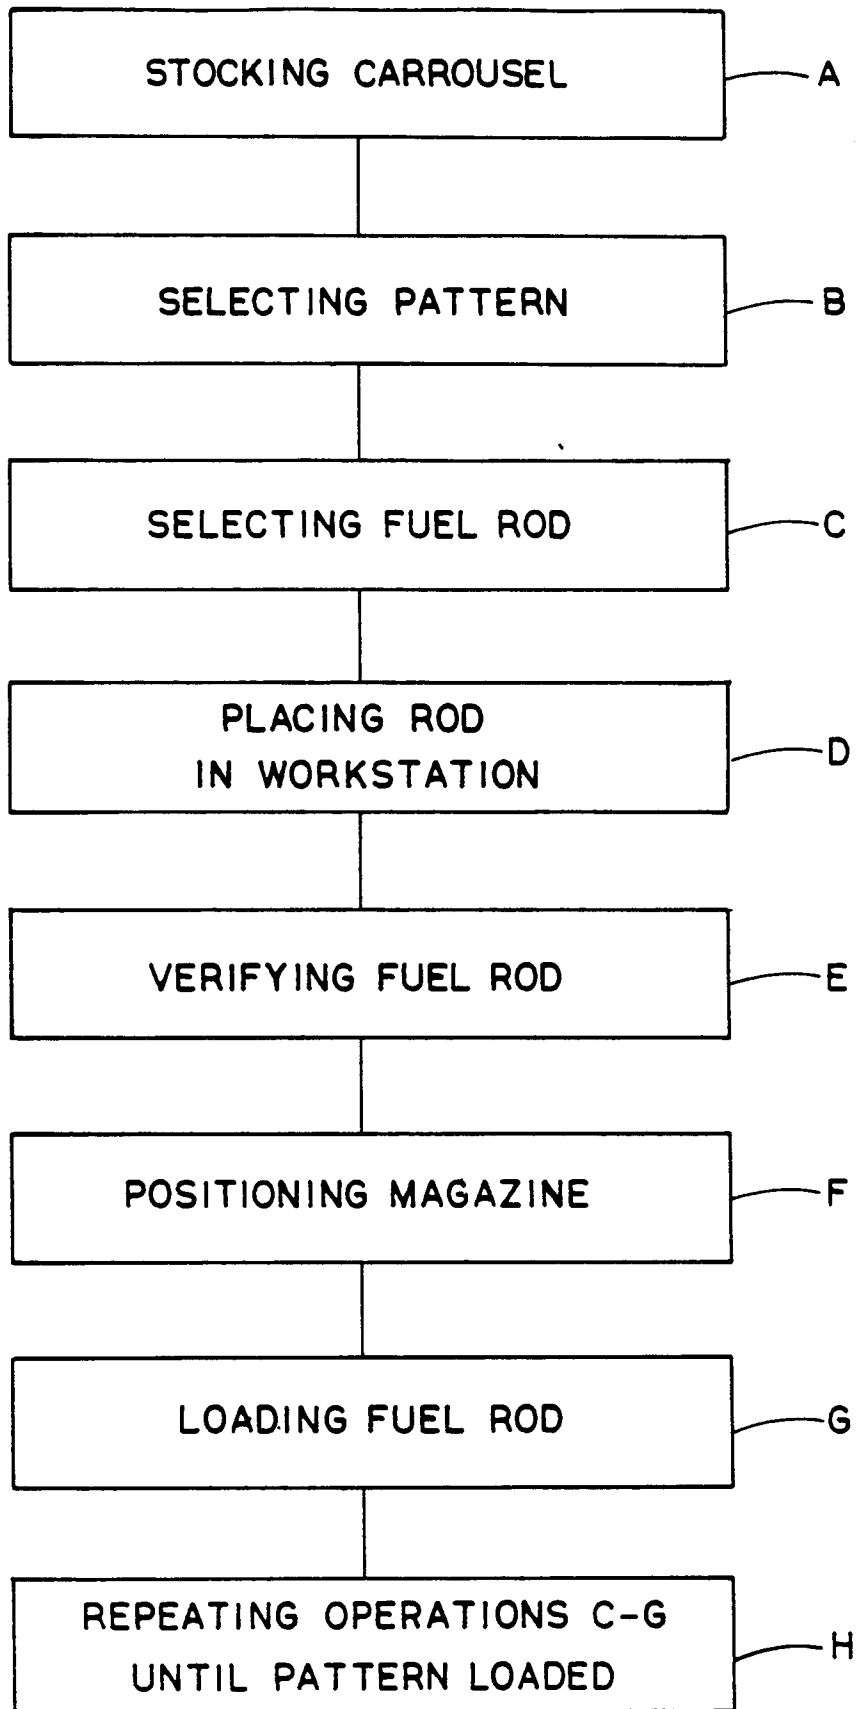 STOCKING CARROUSEL
A
SELECTING PATTERN
B
SELECTING FUEL ROD
C
PLACING ROD
IN WORKSTATION
D
VERIFYING FUEL ROD
E
POSITIONING MAGAZINE
F
LOADING FUEL ROD
G
REPEATING OPERATIONS C-G
UNTIL PATTERN LOADED
H